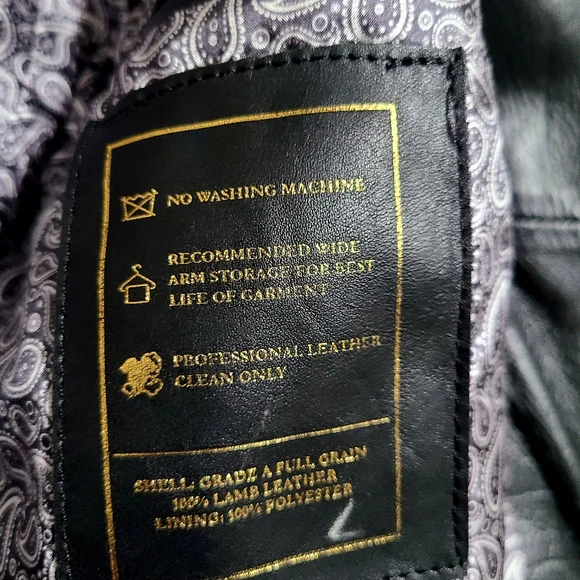 NO WASHING MACHINE
RECOMMENDED WIDE
ARM STORAGE FOR BEST
LIFE OF GARMENT
PROFESSIONAL LEATHER
CLEAN ONLY
SHELL: GRADE A FULL GRAIN
100% LAMB LEATHER
LINING: 100% POLYESTER